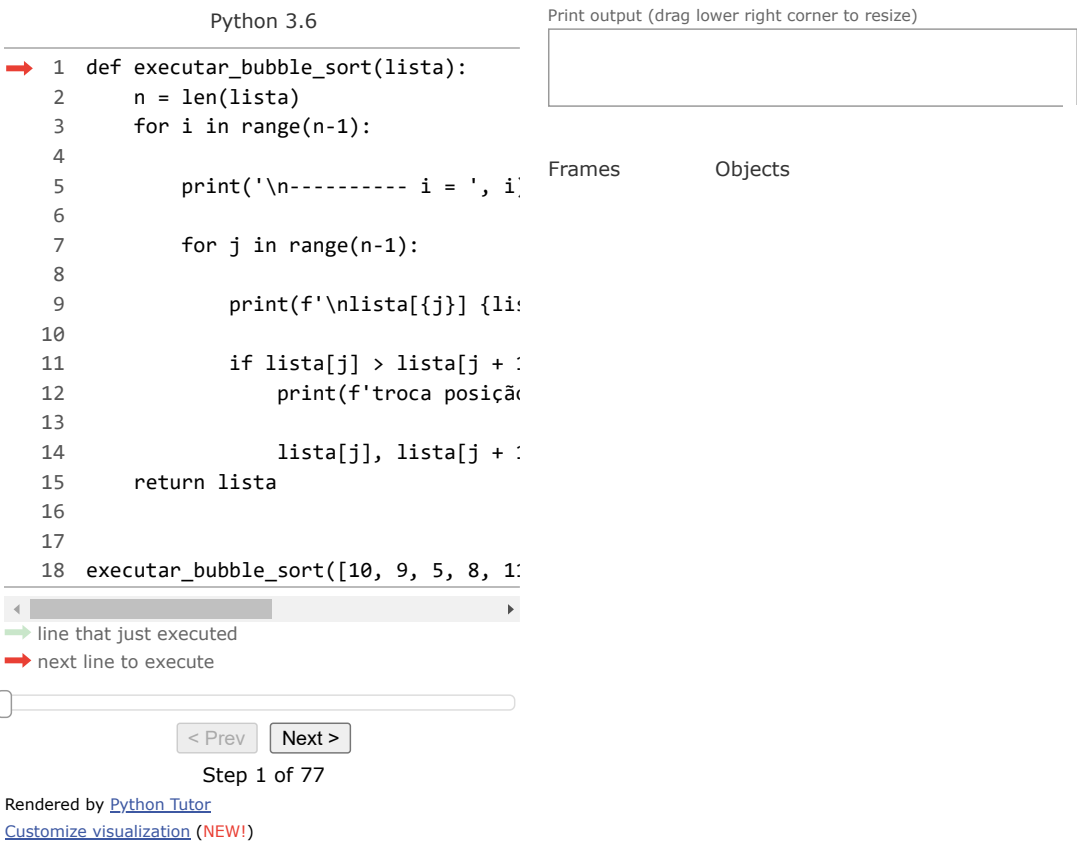 Python 3.6
1 def executar_bubble_sort(lista):
2     n = len(lista)
3     for i in range(n-1):
4
5         print('\n---------- i = ', i)
6
7         for j in range(n-1):
8
9             print(f'\nlista[{j}] {lis
10
11             if lista[j] > lista[j +
12                 print(f'troca posição
13
14                 lista[j], lista[j +
15     return lista
16
17
18 executar_bubble_sort([10, 9, 5, 8, 11
line that just executed
next line to execute
< Prev Next >
Step 1 of 77
Rendered by Python Tutor
Customize visualization (NEW!)
Print output (drag lower right corner to resize)
Frames Objects